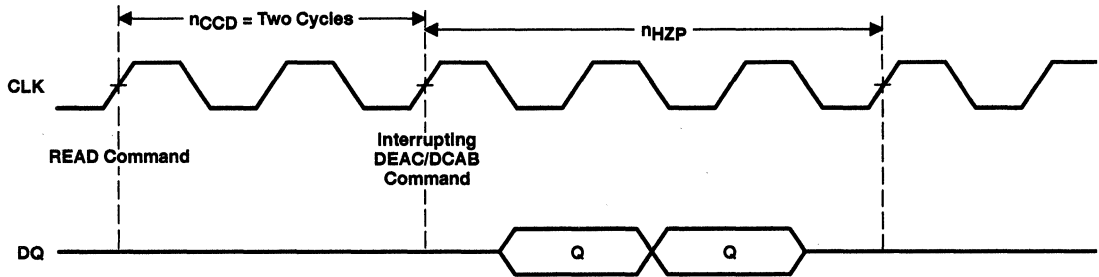 nCCD = Two Cycles
nHZP
CLK
READ Command
Interrupting
DEAC/DCAB
Command
DQ
Q
Q